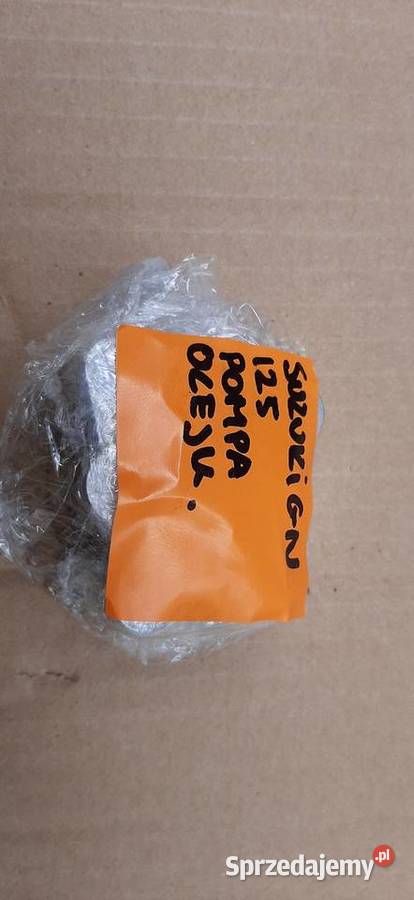 SUZUKI GN
125
POMPA
OLEJU.
Sprzedajemy.pl